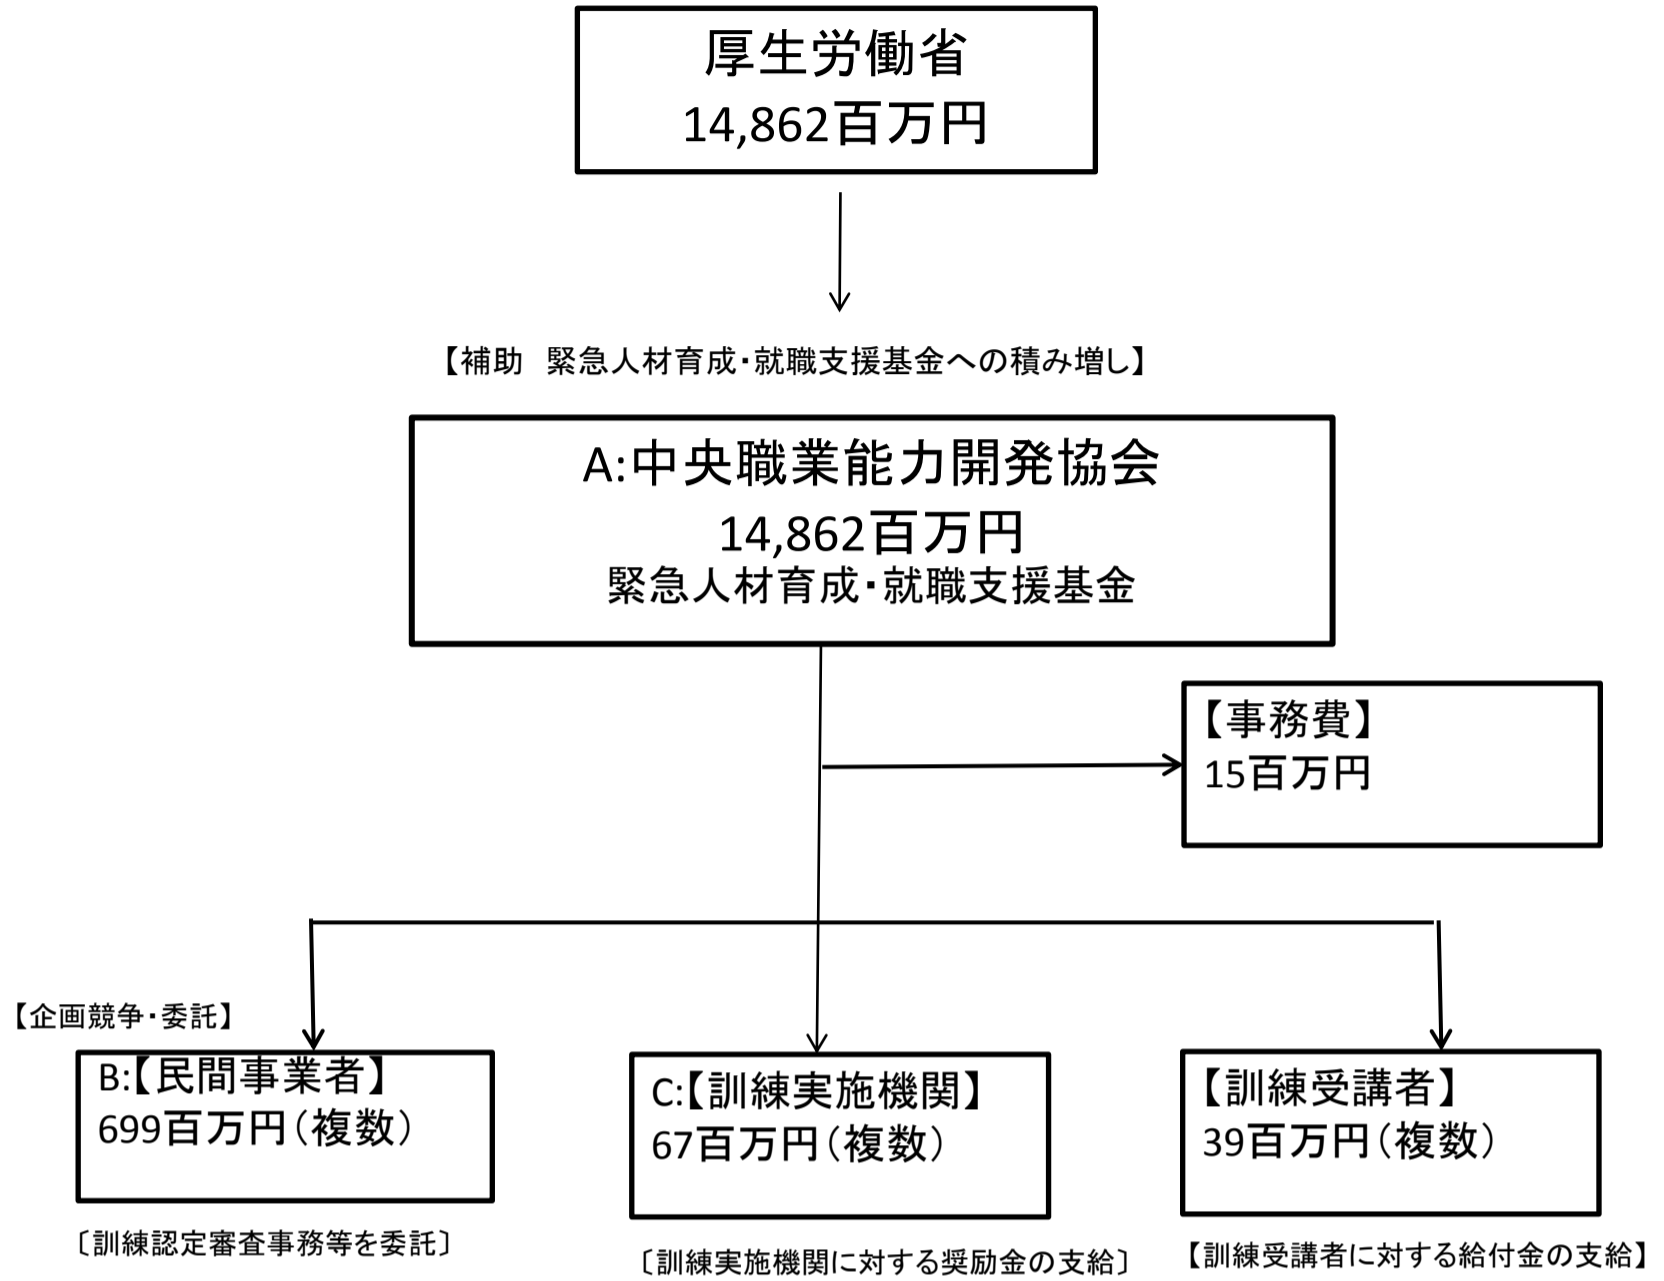 厚生労働省
14,862百万円
【補助　緊急人材育成・就職支援基金への積み増し】
A:中央職業能力開発協会
14,862百万円
緊急人材育成・就職支援基金
【事務費】
15百万円
【企画競争・委託】
B:【民間事業者】
699百万円（複数）
〔訓練認定審査事務等を委託〕
C:【訓練実施機関】
67百万円（複数）
〔訓練実施機関に対する奨励金の支給〕
【訓練受講者】
39百万円（複数）
【訓練受講者に対する給付金の支給】